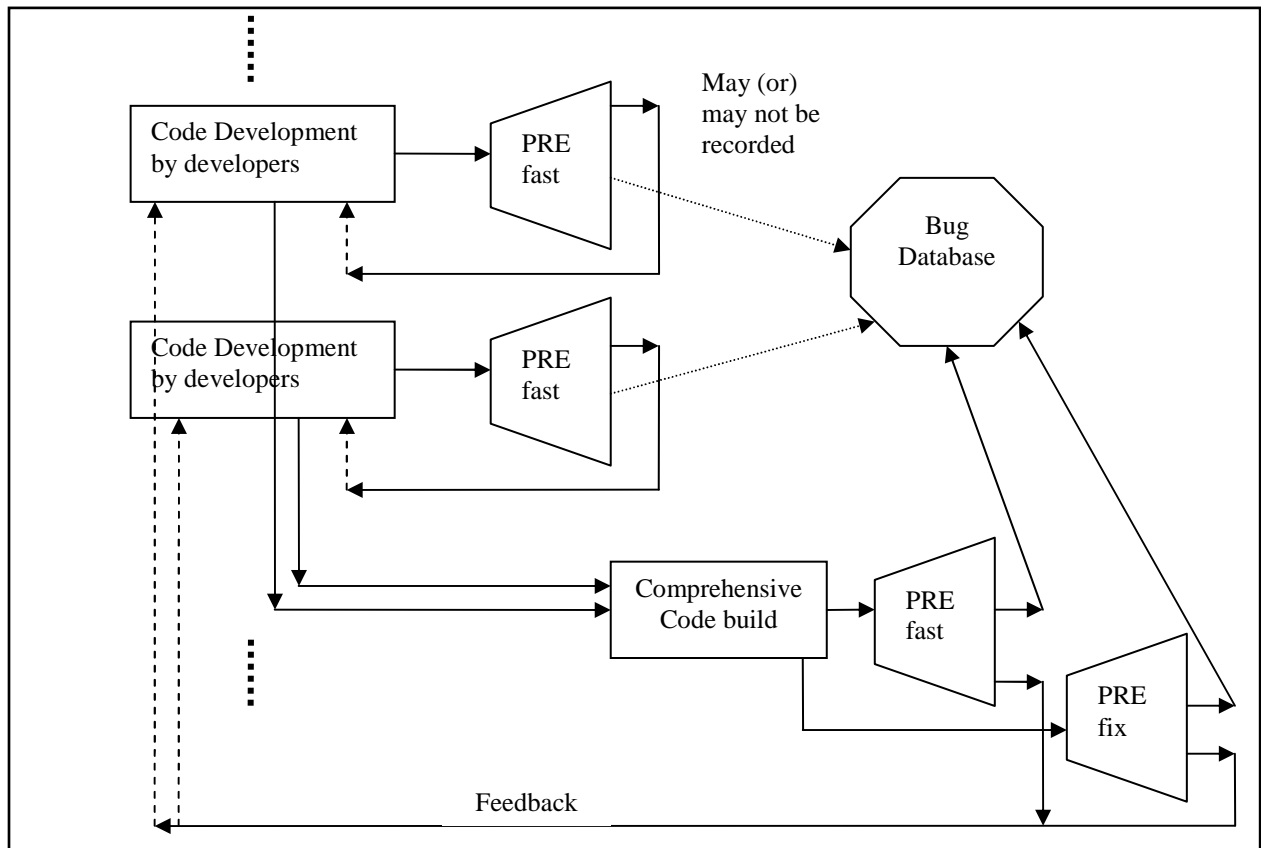 May (or)
may not be
recorded
Code Development
by developers
PRE
fast
Bug
Database
Code Development
by developers
PRE
fast
Comprehensive
Code build
PRE
fast
PRE
fix
Feedback